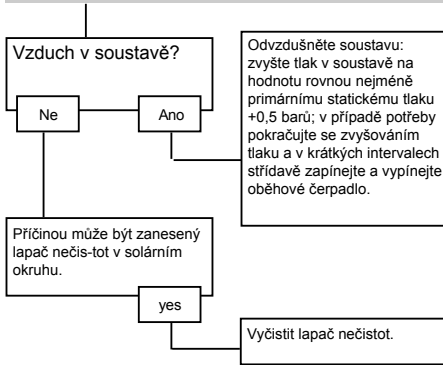 Vzduch v soustavě?
Ne
Ano
Odvzdušněte soustavu:
zvyšte tlak v soustavě na
hodnotu rovnou nejméně
primárnímu statickému tlaku
+0,5 barů; v případě potřeby
pokračujte se zvyšováním
tlaku a v krátkých intervalech
střídavě zapínejte a vypínejte
oběhové čerpadlo.
Příčinou může být zanesený
lapač nečis-tot v solárním
okruhu.
yes
Vyčistit lapač nečistot.